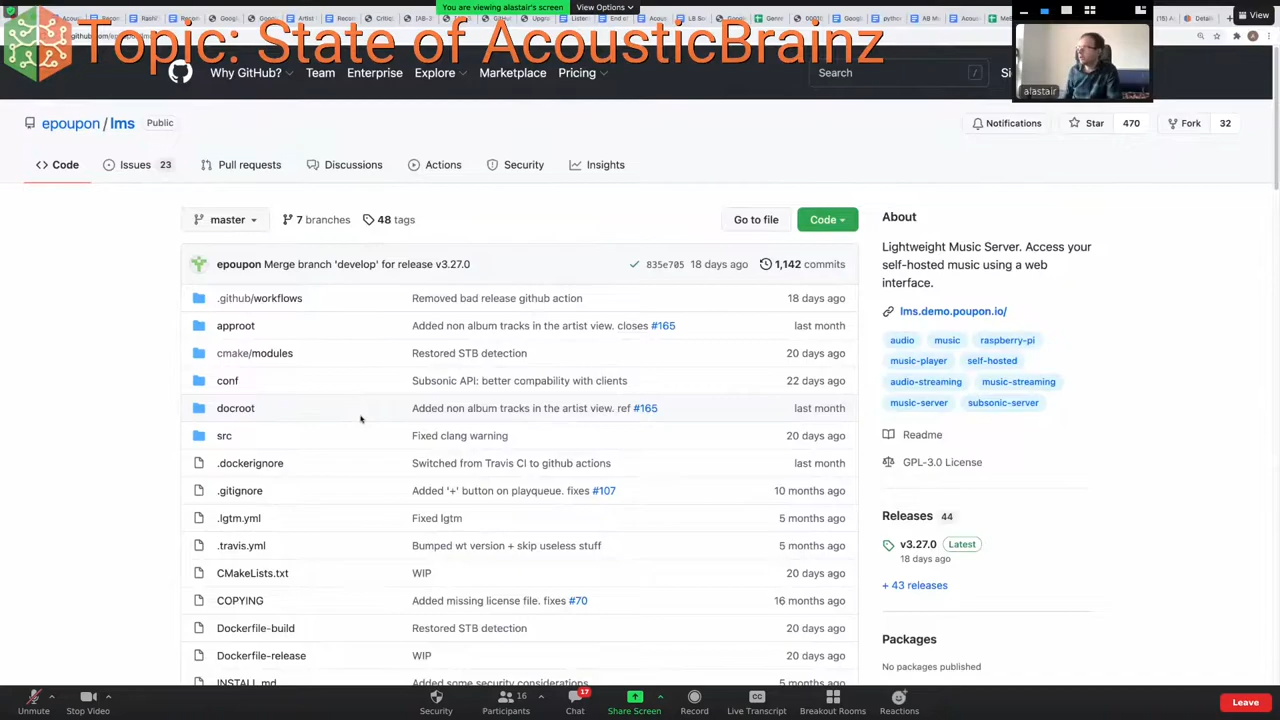 You are viewing alastair's screen
View Options
View
Topic: State of AcousticBrainz
Why GitHub?
Team
Enterprise
Explore
Marketplace
Pricing
Search
/
alastair
epoupon / lms
Public
Notifications
Star
470
Fork
32
Code
Issues
23
Pull requests
Discussions
Actions
Security
Insights
master
7 branches
48 tags
Go to file
Code
epoupon Merge branch 'develop' for release v3.27.0
835e705 18 days ago
1,142 commits
.github/workflows Removed bad release github action 18 days ago
approot Added non album tracks in the artist view. closes #165 last month
cmake/modules Restored STB detection 20 days ago
conf Subsonic API: better compability with clients 22 days ago
docroot Added non album tracks in the artist view. ref #165 last month
src Fixed clang warning 20 days ago
.dockerignore Switched from Travis CI to github actions last month
.gitignore Added '+' button on playqueue. fixes #107 10 months ago
.lgtm.yml Fixed lgtm 5 months ago
.travis.yml Bumped wt version + skip useless stuff 5 months ago
CMakeLists.txt WIP 20 days ago
COPYING Added missing license file. fixes #70 16 months ago
Dockerfile-build Restored STB detection 20 days ago
Dockerfile-release WIP 20 days ago
INSTALL.md Added some security considerations
About
Lightweight Music Server. Access your
self-hosted music using a web
interface.
lms.demo.poupon.io/
audio music raspberry-pi
music-player self-hosted
audio-streaming music-streaming
music-server subsonic-server
Readme
GPL-3.0 License
Releases 44
v3.27.0 Latest
18 days ago
+ 43 releases
Packages
No packages published
Unmute
Stop Video
Security
16
Participants
17
Chat
Share Screen
Record
CC
Live Transcript
Breakout Rooms
Reactions
Leave